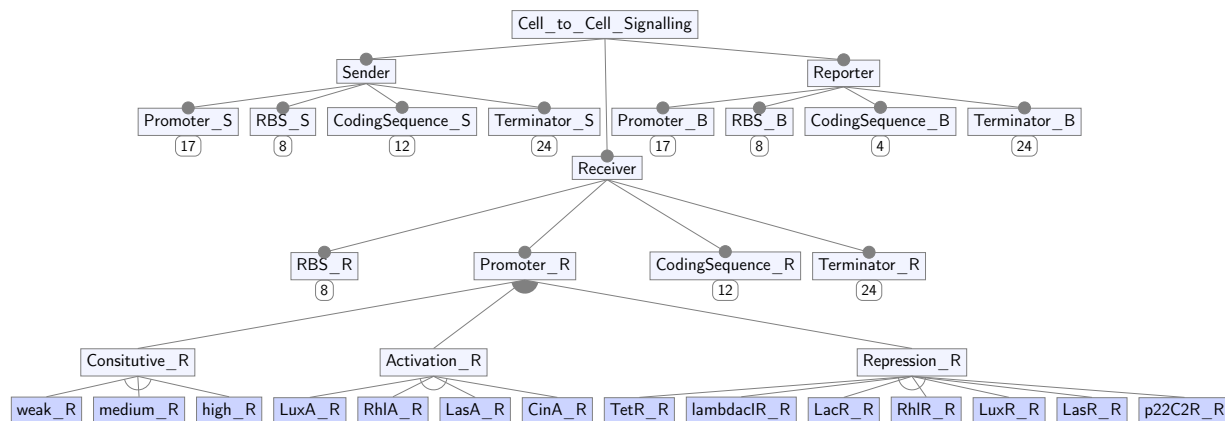 Cell_to_Cell_Signalling
Sender
Reporter
Promoter_S RBS_S CodingSequence_S Terminator_S Promoter_B RBS_B CodingSequence_B Terminator_B
17 8 12 24 17 8 4 24
Receiver
RBS_R Promoter_R CodingSequence_R Terminator_R
8 12 24
Consitutive_R Activation_R Repression_R
weak_R medium_R high_R LuxA_R RhlA_R LasA_R CinA_R TetR_R lambdacIR_R LacR_R RhlR_R LuxR_R LasR_R p22C2R_R